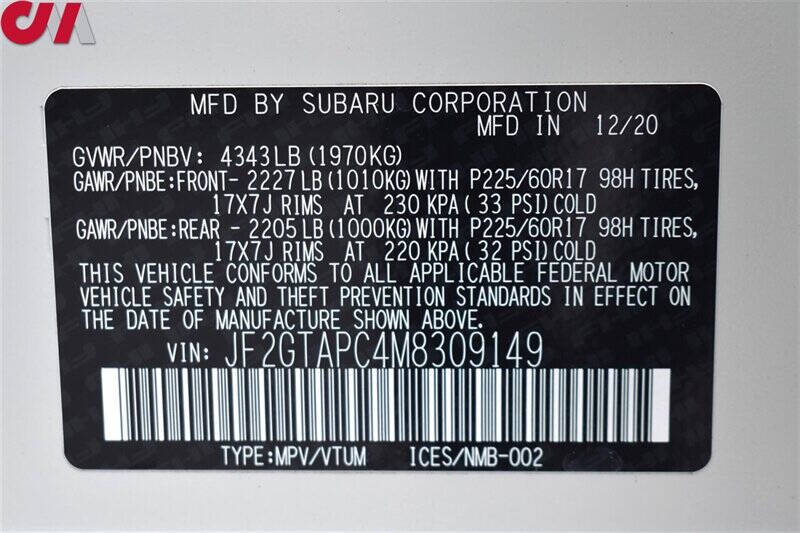 MFD BY SUBARU CORPORATION
MFD IN 12/20
GVWR/PNBV: 4343LB (1970KG)
GAWR/PNBE:FRONT- 2227LB (1010KG) WITH P225/60R17 98H TIRES,
17X7J RIMS AT 230 KPA ( 33 PSI) COLD
GAWR/PNBE:REAR - 2205LB (1000KG) WITH P225/60R17 98H TIRES,
17X7J RIMS AT 220 KPA ( 32 PSI) COLD
THIS VEHICLE CONFORMS TO ALL APPLICABLE FEDERAL MOTOR
VEHICLE SAFETY AND THEFT PREVENTION STANDARDS IN EFFECT ON
THE DATE OF MANUFACTURE SHOWN ABOVE.
VIN: JF2GTAPC4M8309149
TYPE:MPV/VTUM ICES/NMB-002